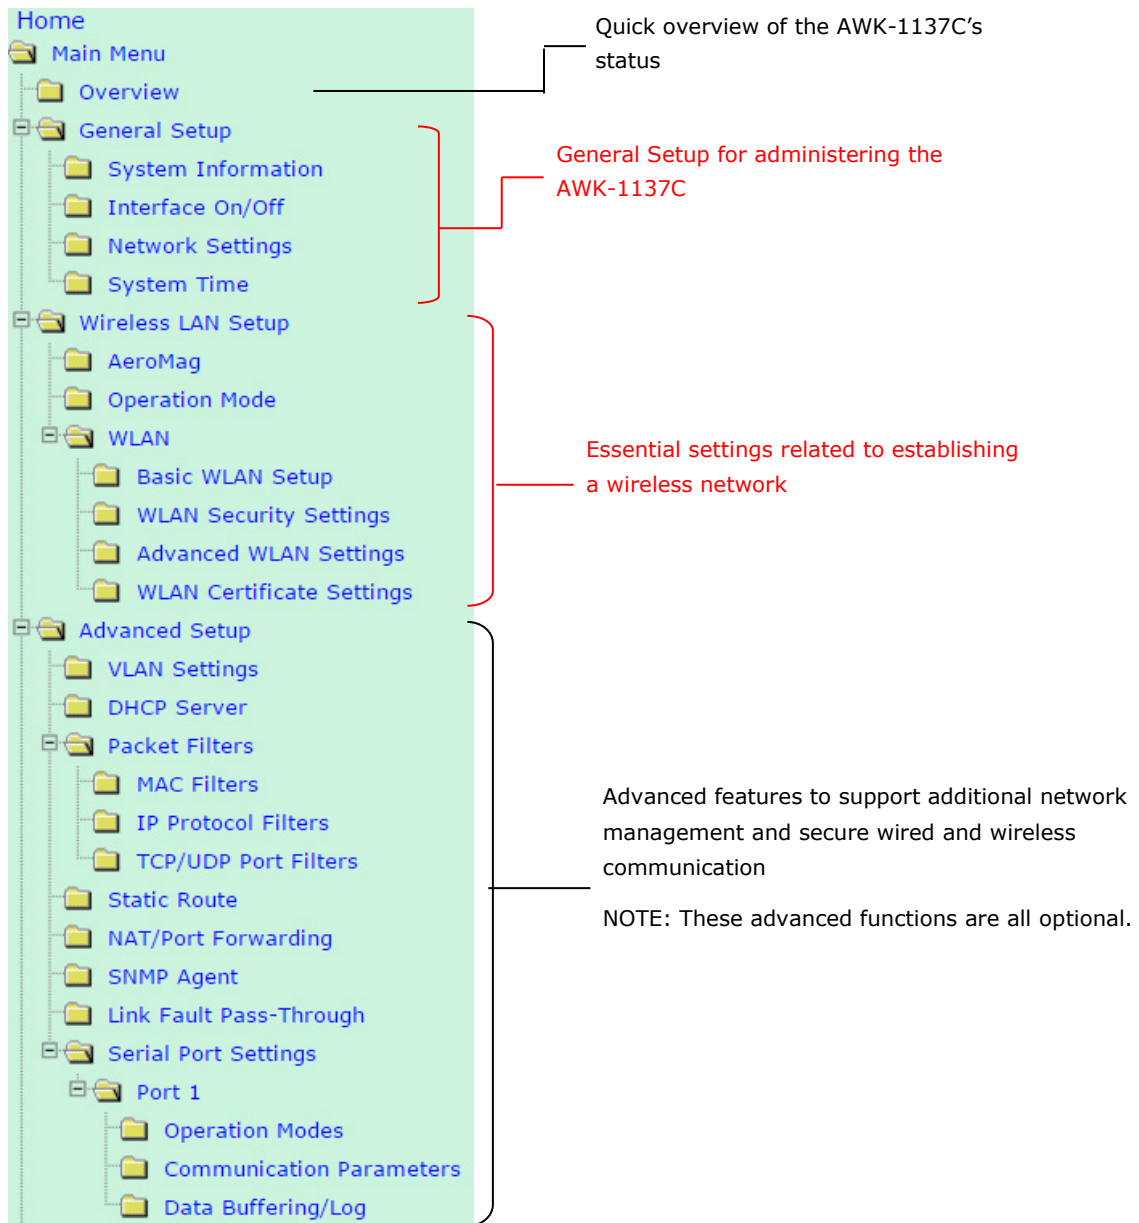 Home
Main Menu
Overview
Quick overview of the AWK-1137C’s
status
General Setup
System Information
Interface On/Off
Network Settings
System Time
General Setup for administering the
AWK-1137C
Wireless LAN Setup
AeroMag
Operation Mode
WLAN
Basic WLAN Setup
WLAN Security Settings
Advanced WLAN Settings
WLAN Certificate Settings
Essential settings related to establishing
a wireless network
Advanced Setup
VLAN Settings
DHCP Server
Packet Filters
MAC Filters
IP Protocol Filters
TCP/UDP Port Filters
Static Route
NAT/Port Forwarding
SNMP Agent
Link Fault Pass-Through
Serial Port Settings
Port 1
Operation Modes
Communication Parameters
Data Buffering/Log
Advanced features to support additional network
management and secure wired and wireless
communication
NOTE: These advanced functions are all optional.